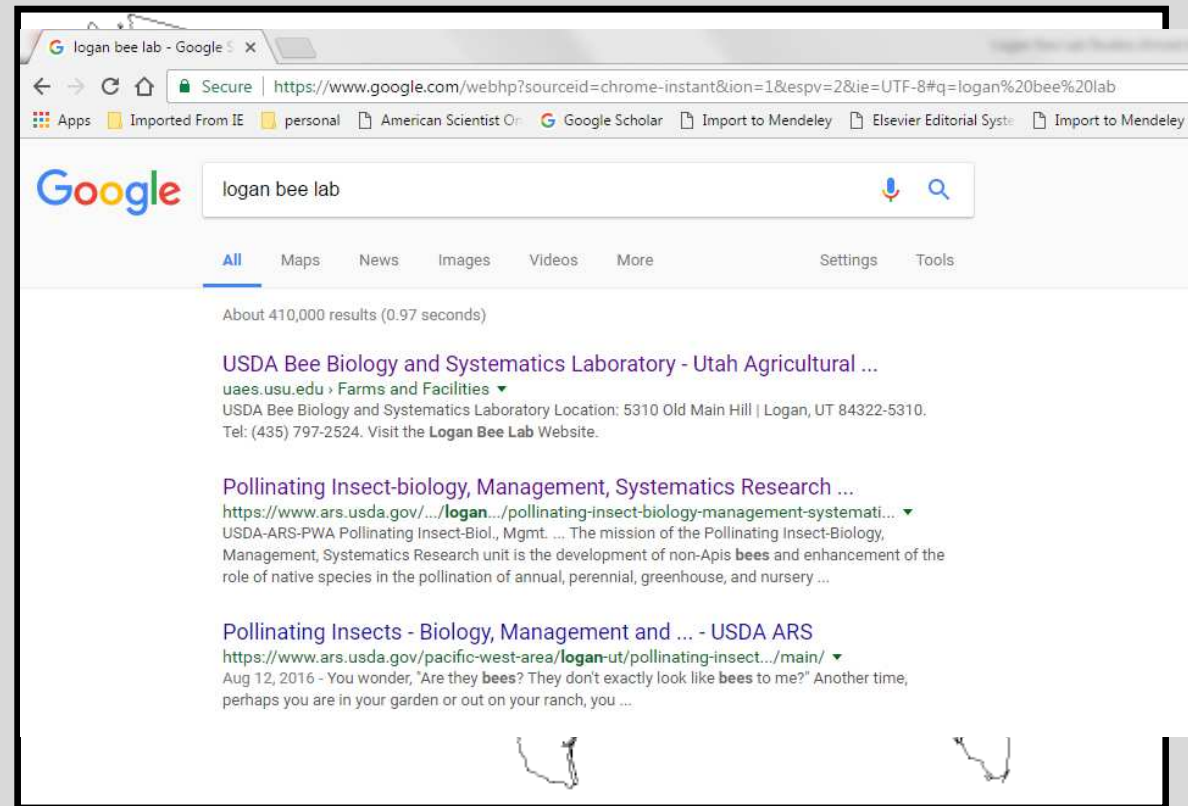 logan bee lab - Google S
Secure | https://www.google.com/webhp?sourceid=chrome-instant&ion=1&espv=2&ie=UTF-8#q=logan%20bee%20lab
Apps Imported From IE personal American Scientist On Google Scholar Import to Mendeley Elsevier Editorial Syste Import to Mendeley
Google logan bee lab
All Maps News Images Videos More Settings Tools
About 410,000 results (0.97 seconds)
USDA Bee Biology and Systematics Laboratory - Utah Agricultural ...
uaes.usu.edu › Farms and Facilities
USDA Bee Biology and Systematics Laboratory Location: 5310 Old Main Hill | Logan, UT 84322-5310.
Tel: (435) 797-2524. Visit the Logan Bee Lab Website.
Pollinating Insect-biology, Management, Systematics Research ...
https://www.ars.usda.gov/.../logan.../pollinating-insect-biology-management-systemati...
USDA-ARS-PWA Pollinating Insect-Biol., Mgmt. ... The mission of the Pollinating Insect-Biology,
Management, Systematics Research unit is the development of non-Apis bees and enhancement of the
role of native species in the pollination of annual, perennial, greenhouse, and nursery ...
Pollinating Insects - Biology, Management and ... - USDA ARS
https://www.ars.usda.gov/pacific-west-area/logan-ut/pollinating-insect.../main/
Aug 12, 2016 - You wonder, "Are they bees? They don't exactly look like bees to me?" Another time,
perhaps you are in your garden or out on your ranch, you ...